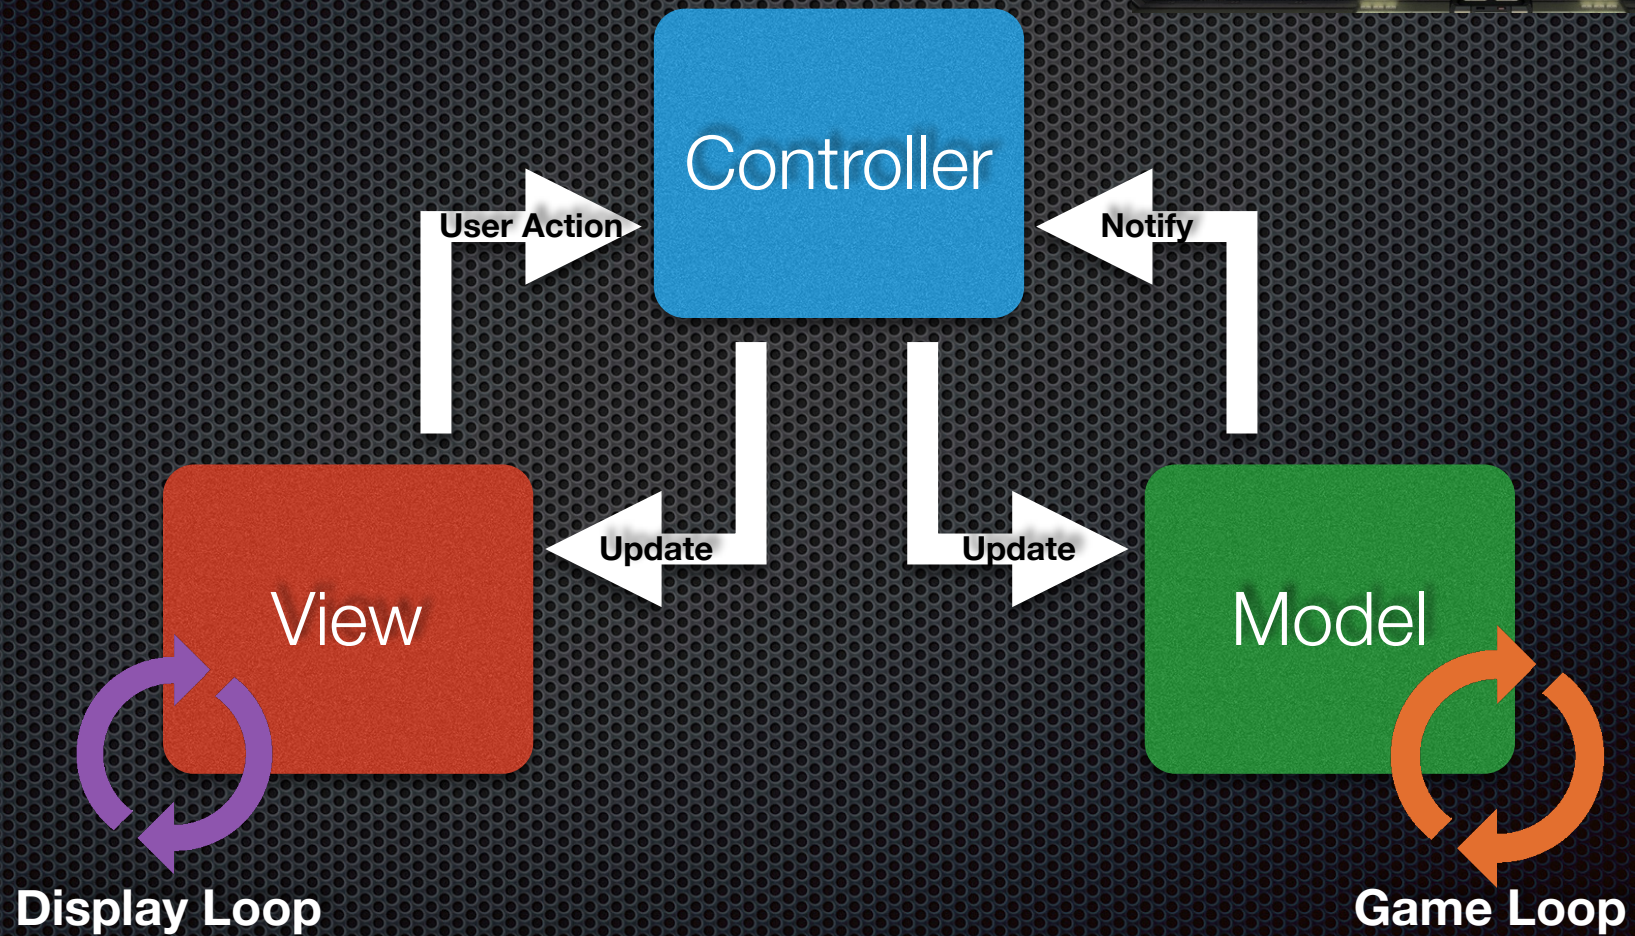 Controller
User Action
Notify
Update
Update
View
Model
Display Loop
Game Loop